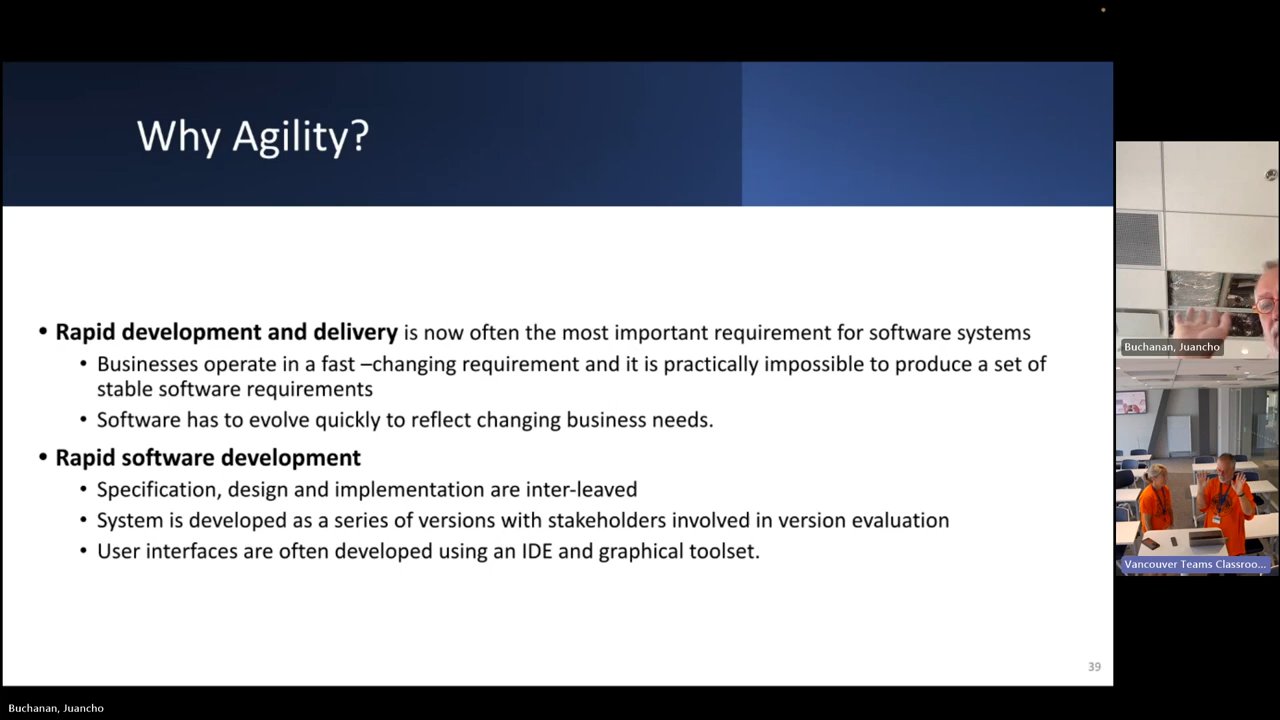 Why Agility?
• Rapid development and delivery is now often the most important requirement for software systems
• Businesses operate in a fast –changing requirement and it is practically impossible to produce a set of
stable software requirements
• Software has to evolve quickly to reflect changing business needs.
• Rapid software development
• Specification, design and implementation are inter-leaved
• System is developed as a series of versions with stakeholders involved in version evaluation
• User interfaces are often developed using an IDE and graphical toolset.
39
Buchanan, Juancho
Vancouver Teams Classroo...
Buchanan, Juancho